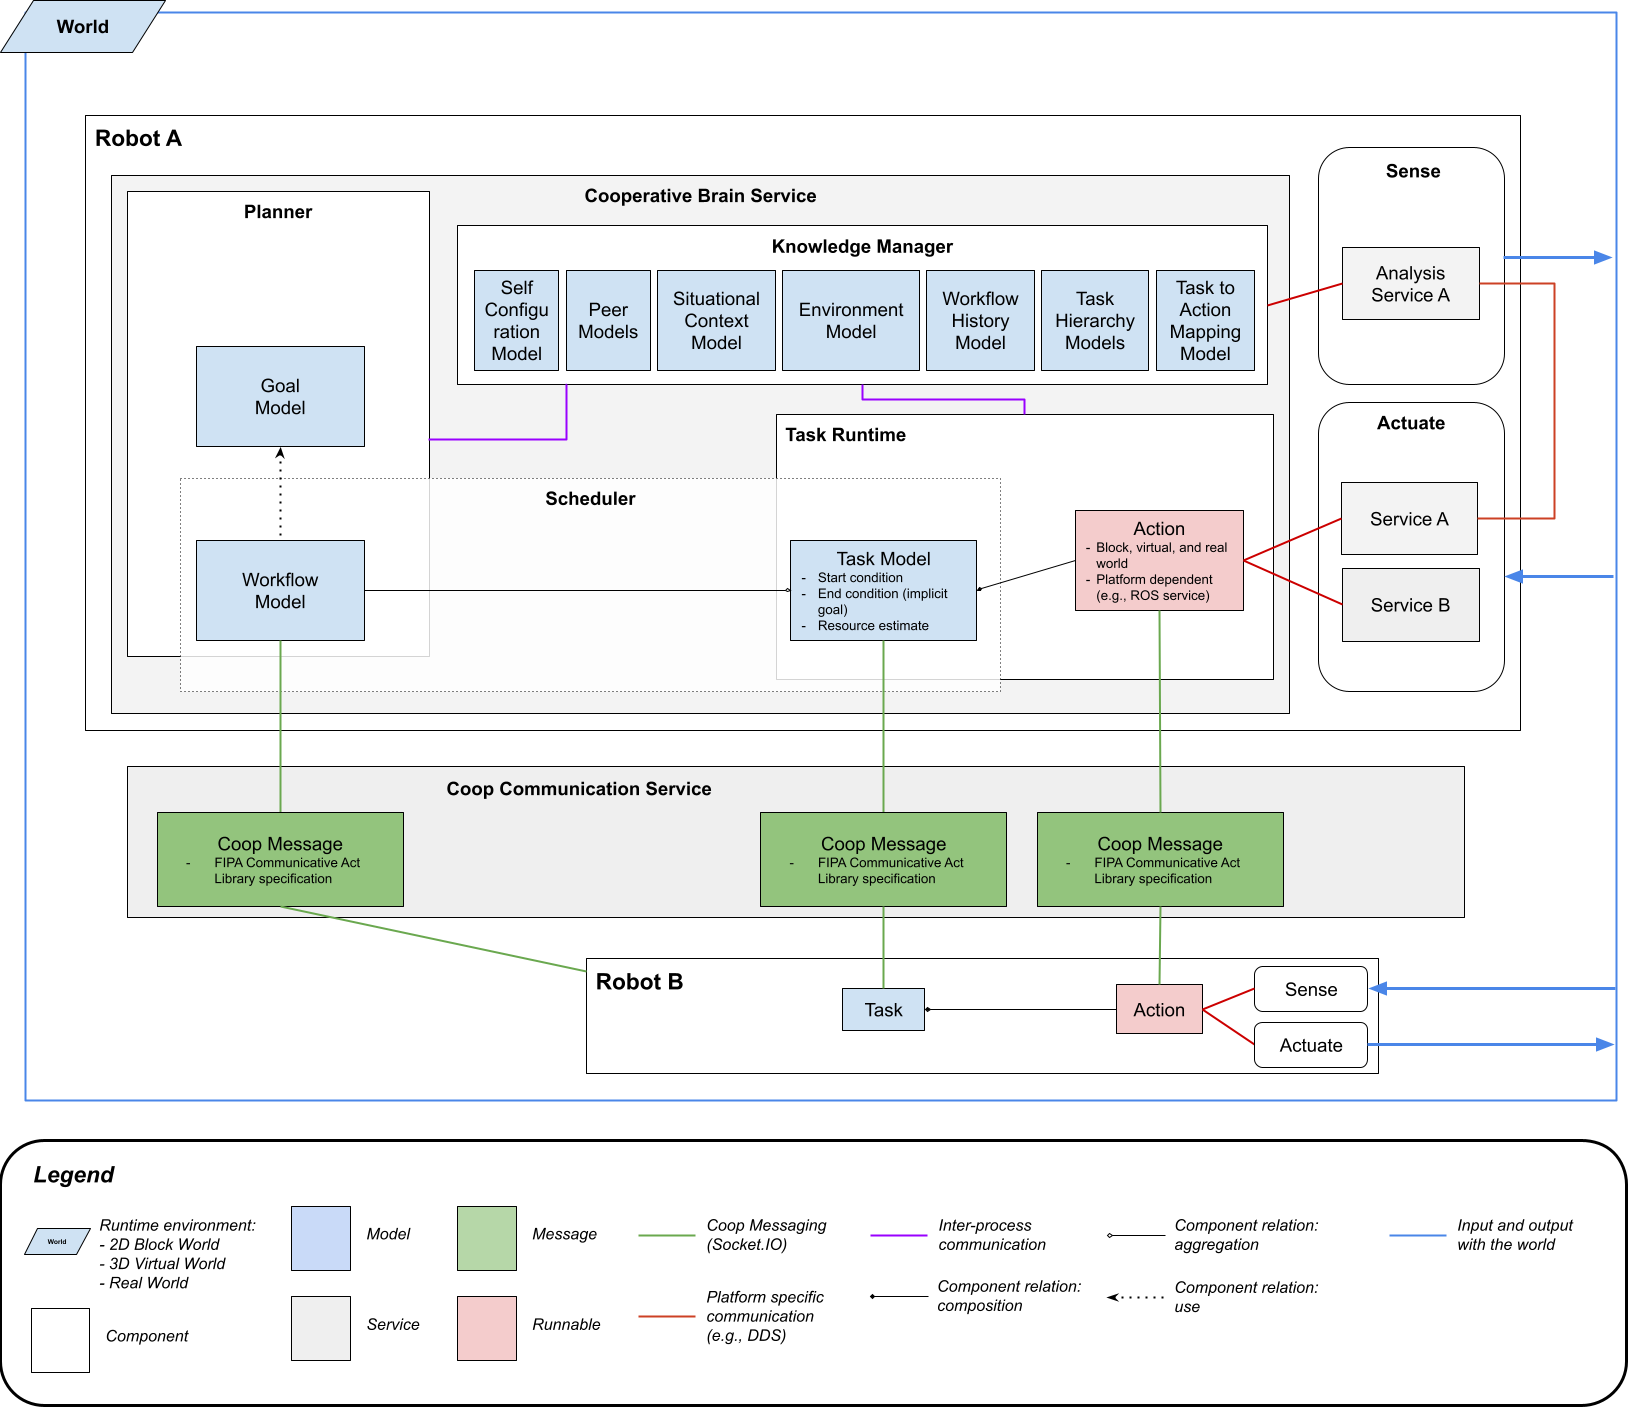 World
Robot A
Cooperative Brain Service
Planner
Goal
Model
Workflow
Model
Knowledge Manager
Self
Configu
ration
Model
Peer
Models
Situational
Context
Model
Environment
Model
Workflow
History
Model
Task
Hierarchy
Models
Task to
Action
Mapping
Model
Task Runtime
Scheduler
Task Model
- Start condition
- End condition (implicit
goal)
- Resource estimate
Action
- Block, virtual, and real
world
- Platform dependent
(e.g., ROS service)
Sense
Analysis
Service A
Actuate
Service A
Service B
Coop Communication Service
Coop Message
- FIPA Communicative Act
Library specification
Coop Message
- FIPA Communicative Act
Library specification
Coop Message
- FIPA Communicative Act
Library specification
Robot B
Task
Action
Sense
Actuate
Legend
World
Runtime environment:
- 2D Block World
- 3D Virtual World
- Real World
Component
Model
Service
Message
Runnable
Coop Messaging
(Socket.IO)
Platform specific
communication
(e.g., DDS)
Inter-process
communication
Component relation:
composition
Component relation:
aggregation
Component relation:
use
Input and output
with the world